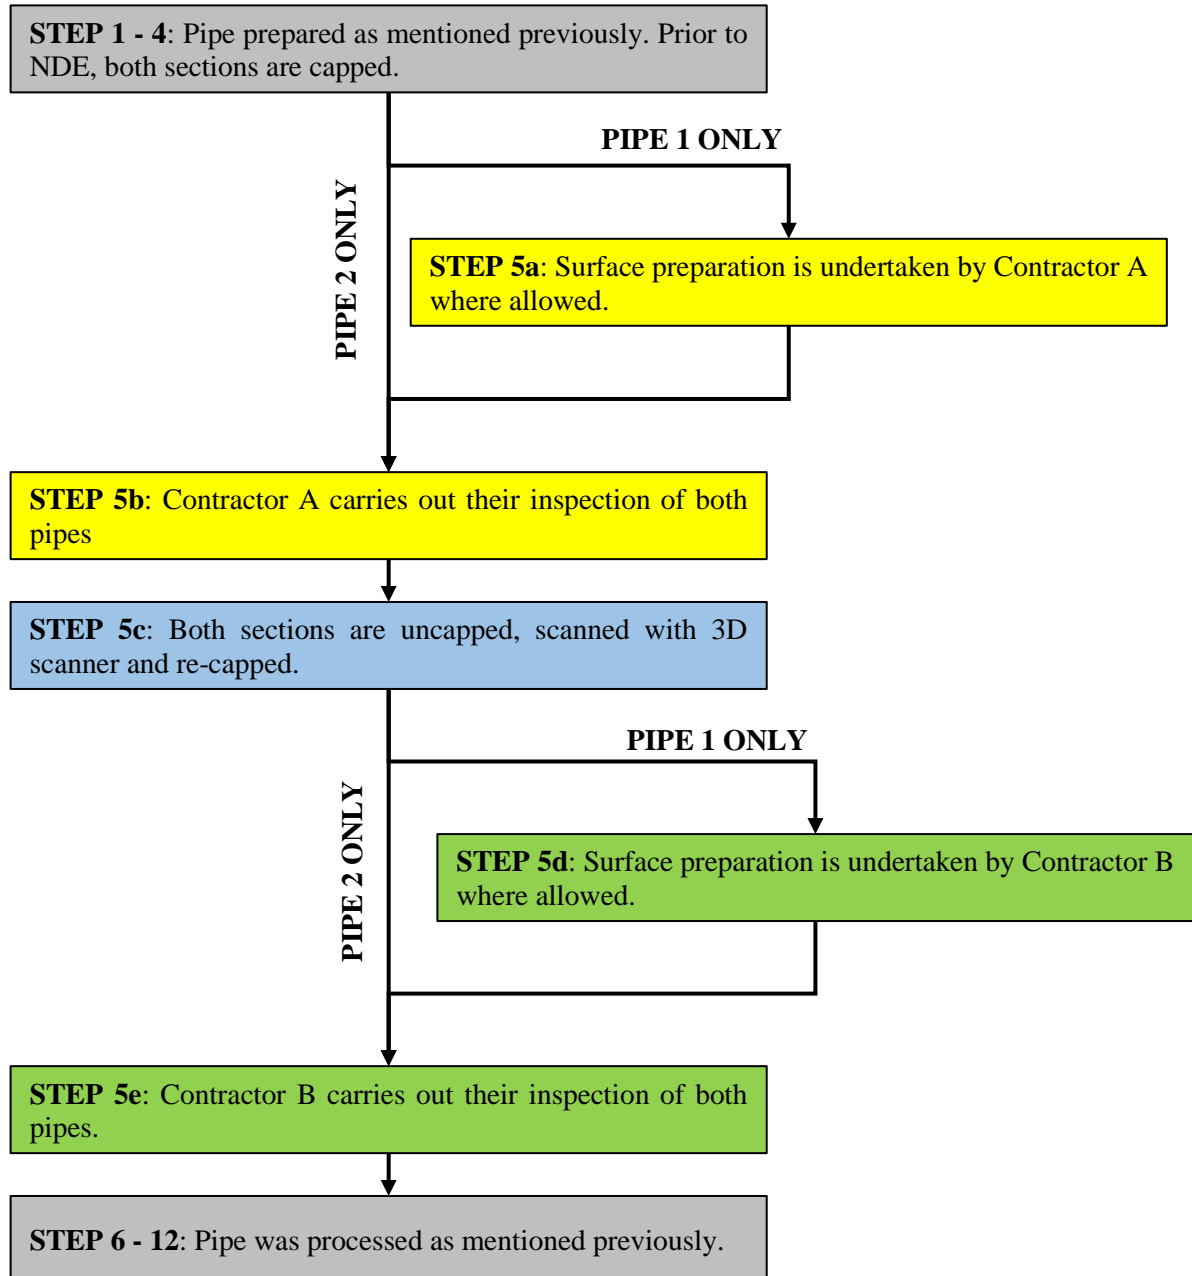 STEP 1 - 4: Pipe prepared as mentioned previously. Prior to
NDE, both sections are capped.
PIPE 1 ONLY
PIPE 2 ONLY
STEP 5a: Surface preparation is undertaken by Contractor A
where allowed.
STEP 5b: Contractor A carries out their inspection of both
pipes
STEP 5c: Both sections are uncapped, scanned with 3D
scanner and re-capped.
PIPE 1 ONLY
PIPE 2 ONLY
STEP 5d: Surface preparation is undertaken by Contractor B
where allowed.
STEP 5e: Contractor B carries out their inspection of both
pipes.
STEP 6 - 12: Pipe was processed as mentioned previously.